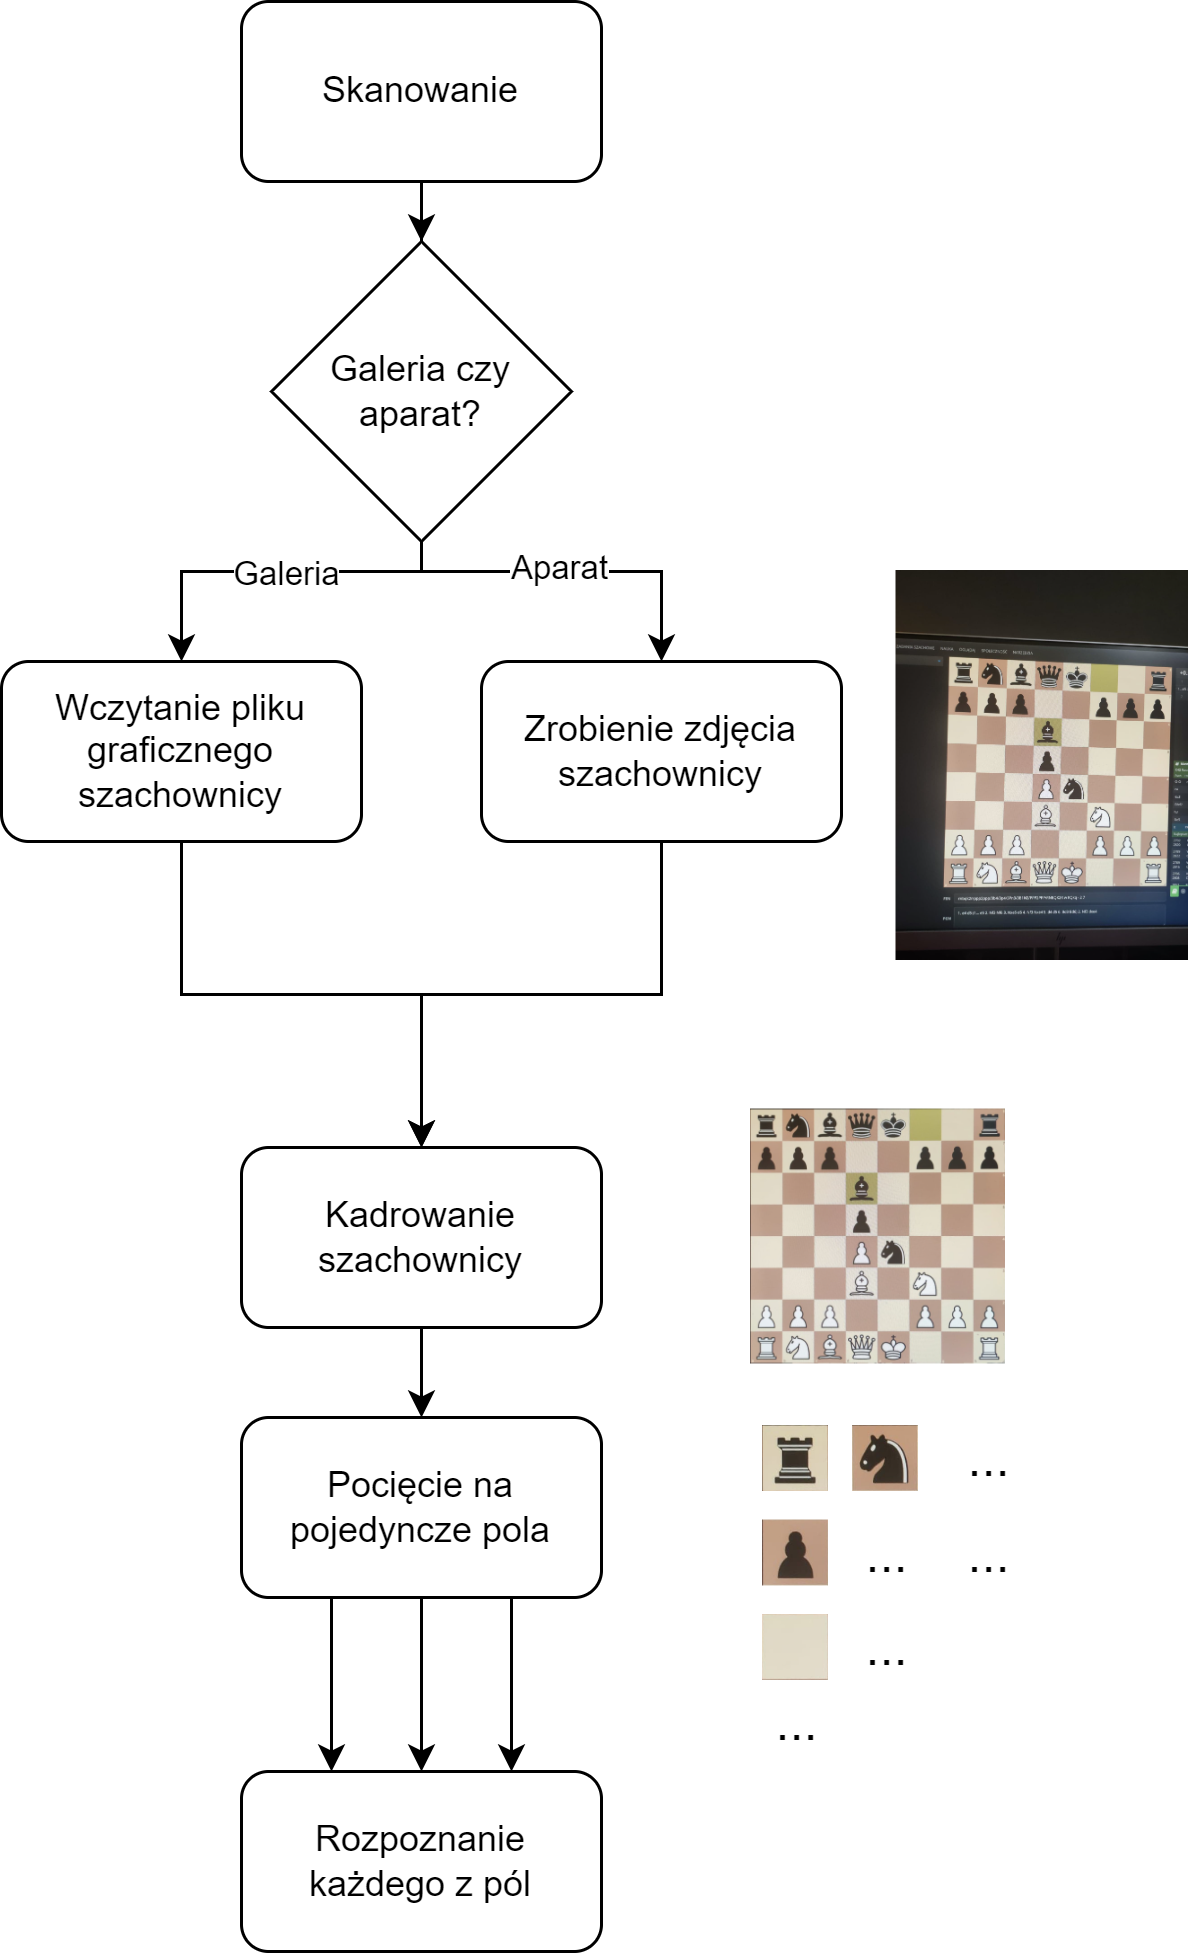 Skanowanie
Galeria czy
aparat?
Galeria
Aparat
Wczytanie pliku
graficznego
szachownicy
Zrobienie zdjęcia
szachownicy
Kadrowanie
szachownicy
Pocięcie na
pojedyncze pola
...
... ...
...
...
Rozpoznanie
każdego z pól